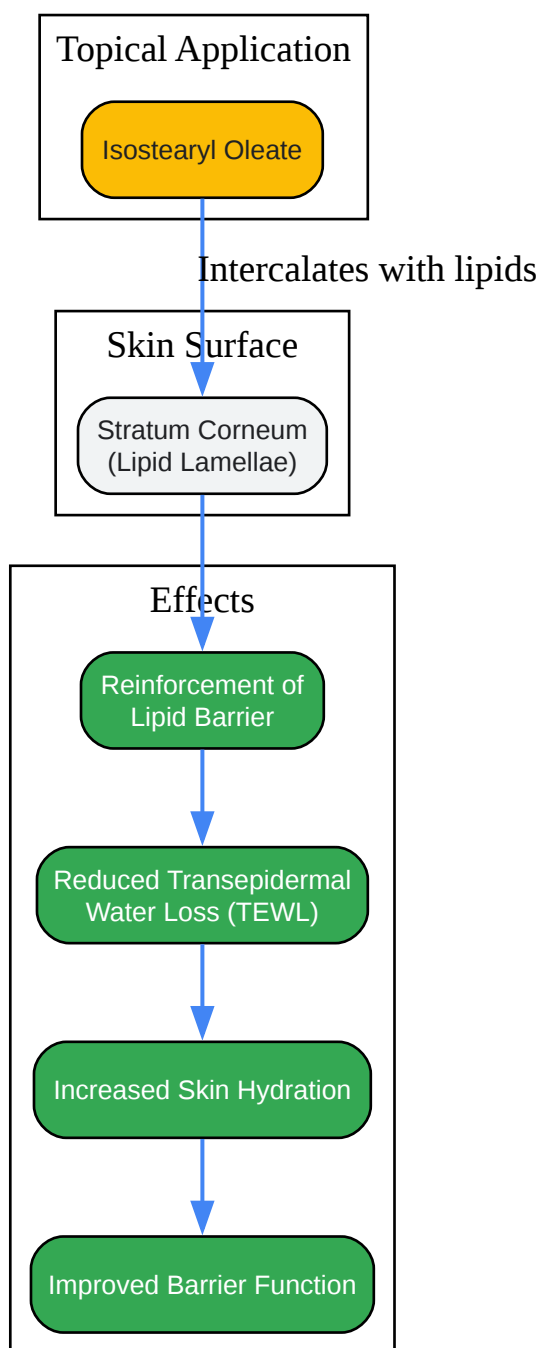 Topical Application
Isostearyl Oleate
Intercalates with lipids
Skin Surface
Stratum Corneum
(Lipid Lamellae)
Effects
Reinforcement of
Lipid Barrier
Reduced Transepidermal
Water Loss (TEWL)
Increased Skin Hydration
Improved Barrier Function